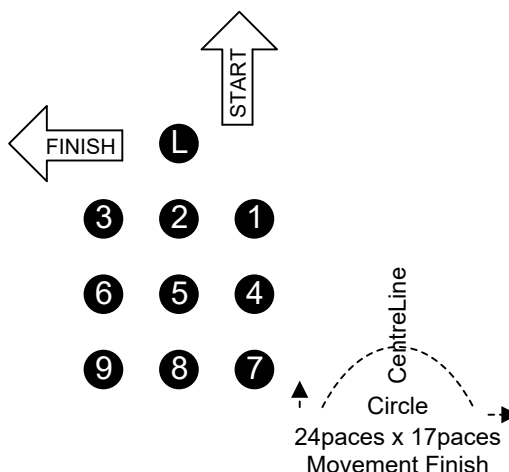 START
FINISH
L
3 2 1
6 5 4
9 8 7
CentreLine
Circle
24paces x 17paces
Movement Finish